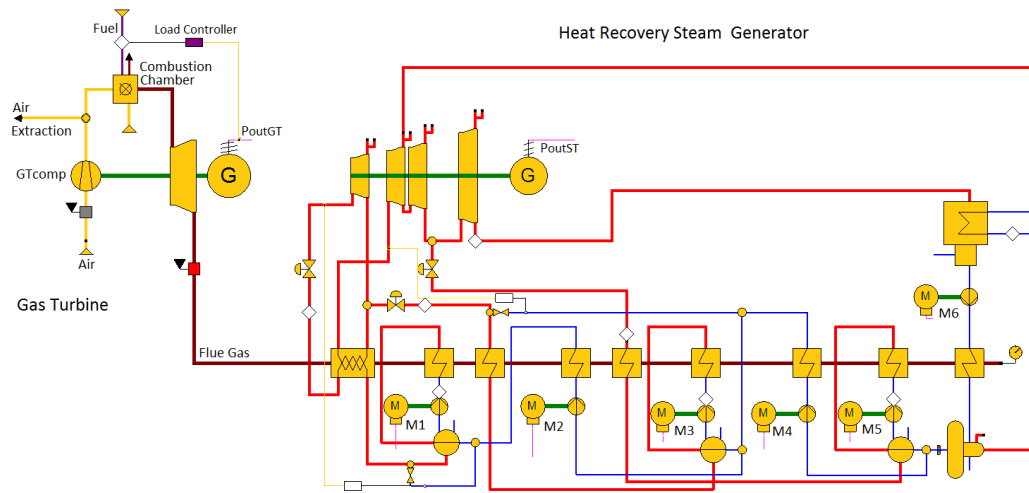 Heat Recovery Steam Generator
Fuel
Load Controller
Combustion
Chamber
Air
Extraction
PoutGT
PoutST
GTcomp
G
G
Air
M
M6
Gas Turbine
Flue Gas
M
M1
M
M2
M
M3
M
M4
M
M5